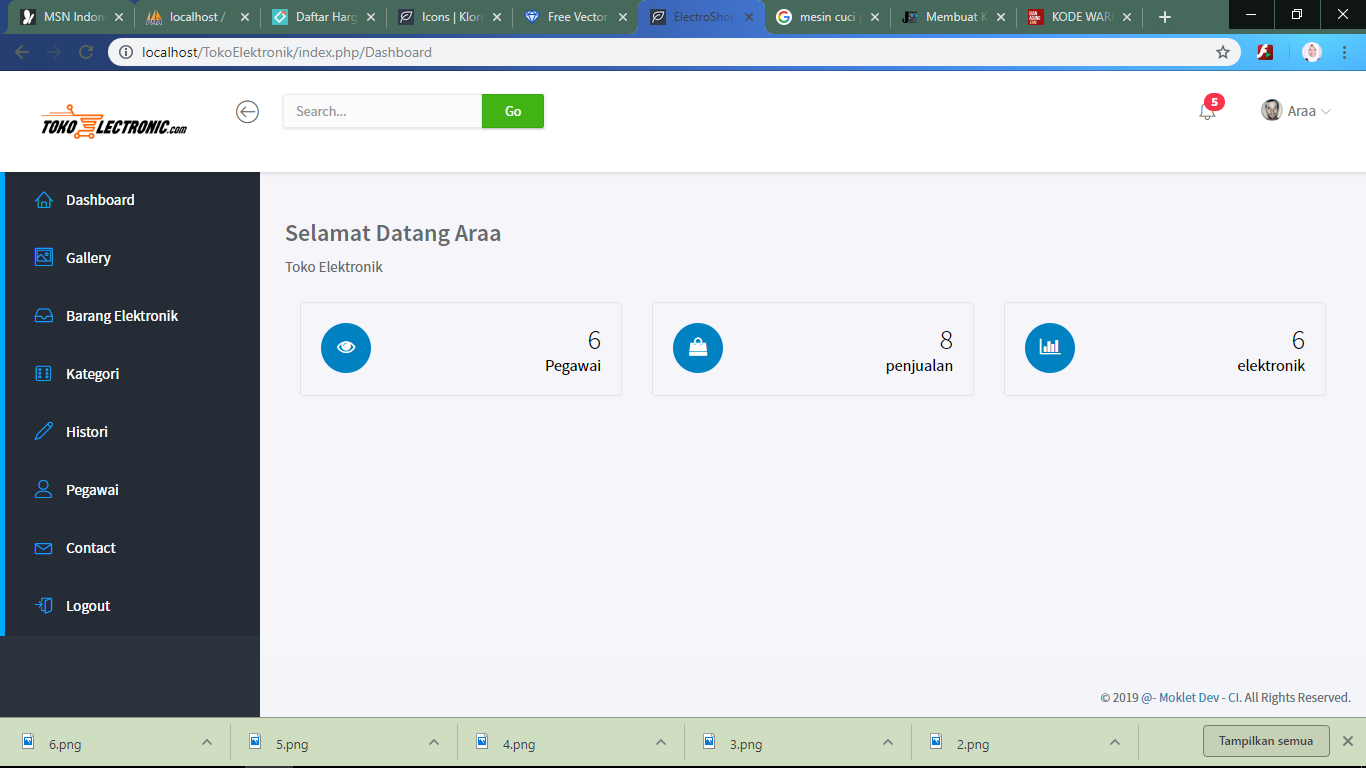 MSN Indon
localhost /
Daftar Harg
Icons | Klor
Free Vector
ElectroShop
mesin cuci
Membuat K
KODE WAR
localhost/TokoElektronik/index.php/Dashboard
TOKO ELECTRONIC.com
Search...
Go
5
Araa
Dashboard
Gallery
Barang Elektronik
Kategori
Histori
Pegawai
Contact
Logout
Selamat Datang Araa
Toko Elektronik
6
Pegawai
8
penjualan
6
elektronik
© 2019 @- Moklet Dev - CI. All Rights Reserved.
6.png
5.png
4.png
3.png
2.png
Tampilkan semua